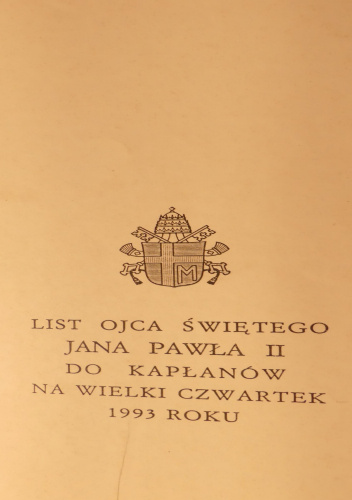 LIST OJCA ŚWIĘTEGO
JANA PAWŁA II
DO KAPŁANÓW
NA WIELKI CZWARTEK
1993 ROKU